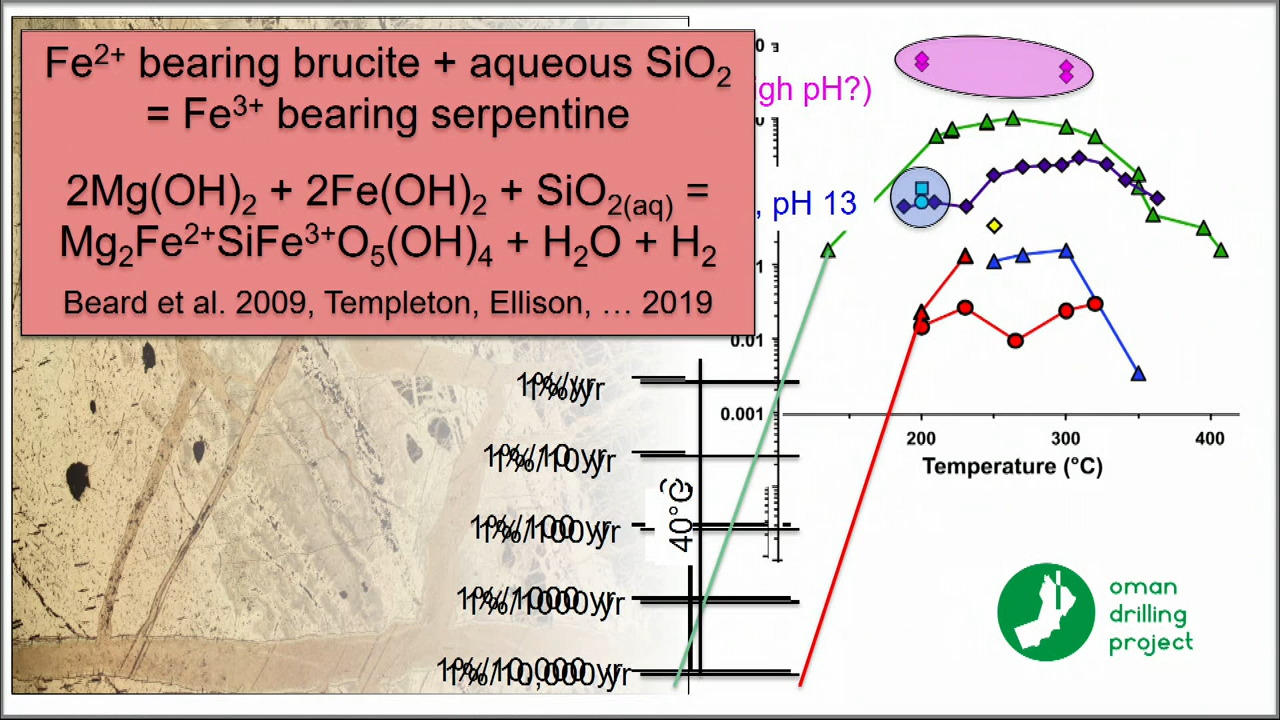 Fe²⁺ bearing brucite + aqueous SiO₂
= Fe³⁺ bearing serpentine
2Mg(OH)₂ + 2Fe(OH)₂ + SiO₂₍ₐq₎ =
Mg₂Fe²⁺SiFe³⁺O₅(OH)₄ + H₂O + H₂
Beard et al. 2009, Templeton, Ellison, … 2019
gh pH?)
, pH 13
1
0.01
0.001
200 300 400
Temperature (°C)
1%/yr
1%/10 yr
1%/100 yr
1%/1000 yr
1%/10,000 yr
40°C
oman
drilling
project